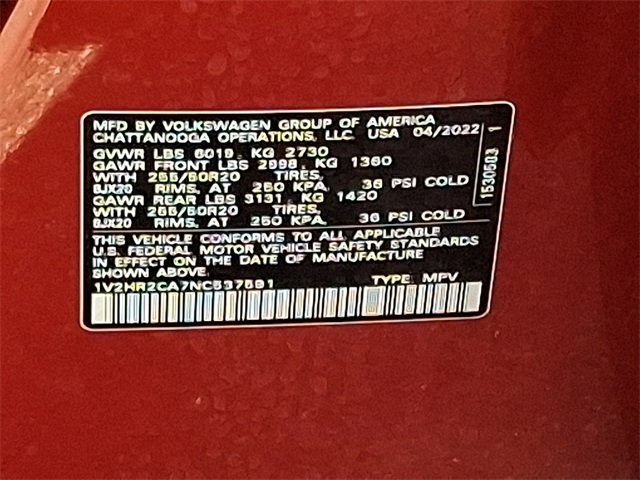 MFD BY VOLKSWAGEN GROUP OF AMERICA
CHATTANOOGA OPERATIONS, LLC USA 04/2022
GVWR LBS 6019 KG 2730
GAWR FRONT LBS 2998 KG 1360
WITH 255/50R20 TIRES,
8JX20 RIMS, AT 250 KPA, 36 PSI COLD
GAWR REAR LBS 3131 KG 1420
WITH 255/50R20 TIRES,
8JX20 RIMS, AT 250 KPA, 36 PSI COLD
THIS VEHICLE CONFORMS TO ALL APPLICABLE
U.S. FEDERAL MOTOR VEHICLE SAFETY STANDARDS
IN EFFECT ON THE DATE OF MANUFACTURE
SHOWN ABOVE.
TYPE: MPV
1